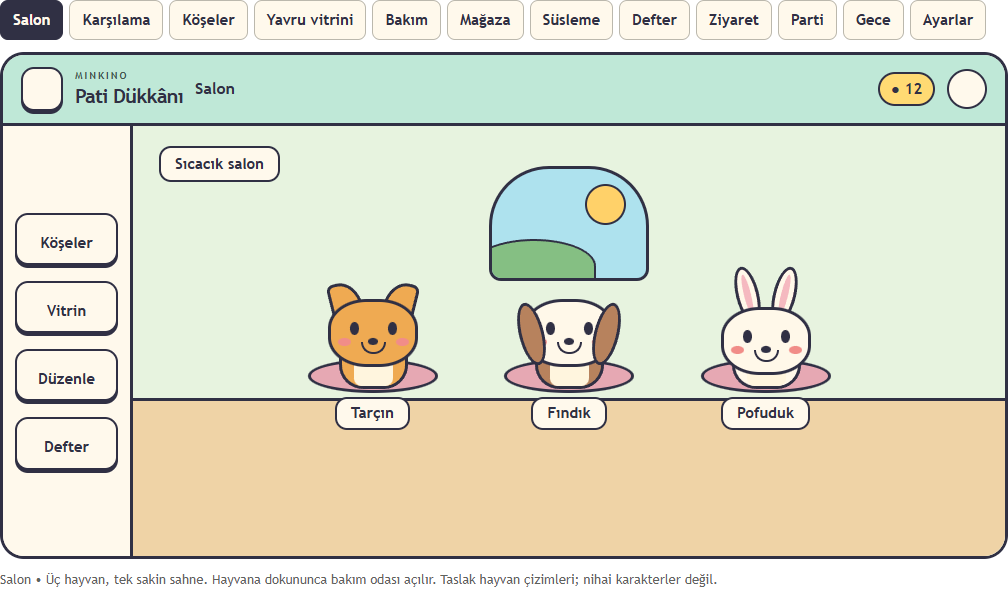 Salon Karşılama Köşeler Yavru vitrini Bakım Mağaza Süsleme Defter Ziyaret Parti Gece Ayarlar
MINKINO
Pati Dükkânı Salon ● 12
Sıcacık salon
Köşeler
Vitrin
Düzenle
Defter
Tarçın Fındık Pofuduk
Salon • Üç hayvan, tek sakin sahne. Hayvana dokununca bakım odası açılır. Taslak hayvan çizimleri; nihai karakterler değil.